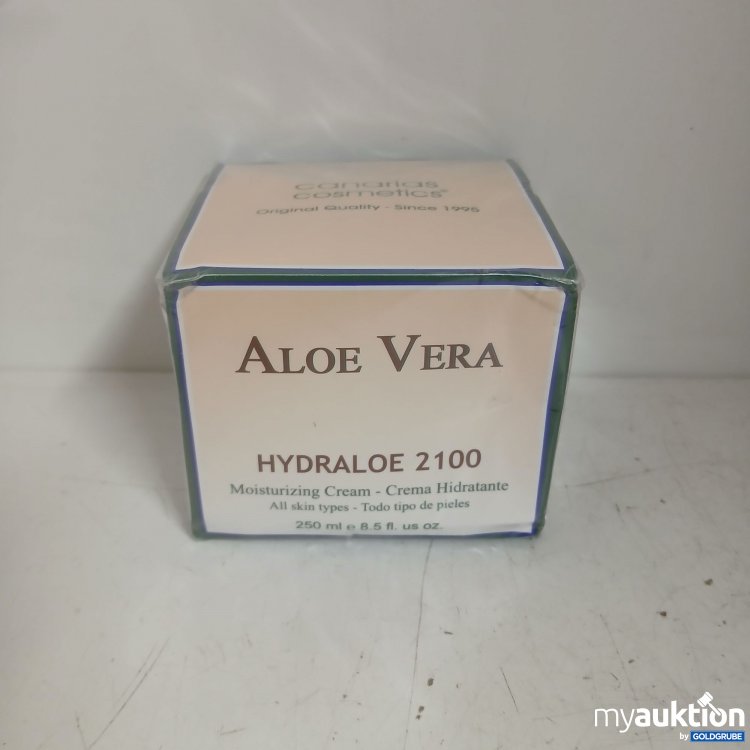 canarias
cosmetics®
Original Quality - Since 1995
ALOE VERA
HYDRALOE 2100
Moisturizing Cream - Crema Hidratante
All skin types - Todo tipo de pieles
250 ml e 8.5 fl. us oz.
myauktion
by GOLDGRUBE